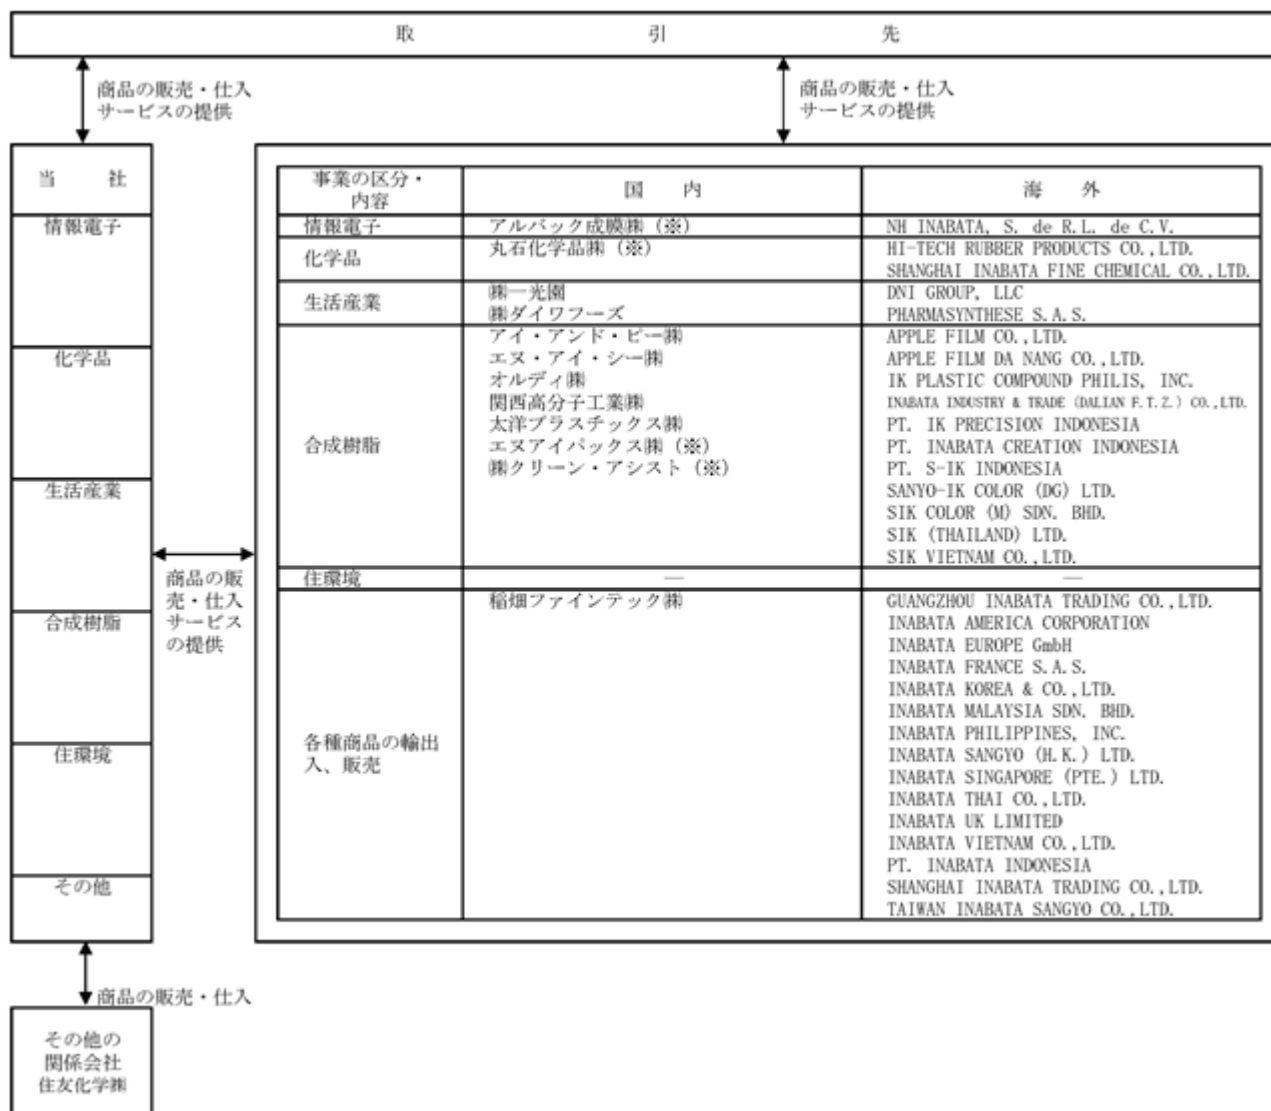 取 引 先
商品の販売・仕入
サービスの提供
商品の販売・仕入
サービスの提供
当 社
情報電子
化学品
生活産業
合成樹脂
住環境
その他
商品の販
売・仕入
サービス
の提供
事業の区分・
内容
国 内
海 外
情報電子
アルバック成膜㈱（※）
NH INABATA, S. de R.L. de C.V.
化学品
丸石化学品㈱（※）
HI-TECH RUBBER PRODUCTS CO.,LTD.
SHANGHAI INABATA FINE CHEMICAL CO.,LTD.
生活産業
㈱一光園
㈱ダイワフーズ
DNI GROUP, LLC
PHARMASYNTHESE S.A.S.
合成樹脂
アイ・アンド・ピー㈱
エヌ・アイ・シー㈱
オルディ㈱
関西高分子工業㈱
太洋プラスチックス㈱
エヌアイパックス㈱（※）
㈱クリーン・アシスト（※）
APPLE FILM CO.,LTD.
APPLE FILM DA NANG CO.,LTD.
IK PLASTIC COMPOUND PHILIS, INC.
INABATA INDUSTRY & TRADE (DALIAN F.T.Z.) CO.,LTD.
PT. IK PRECISION INDONESIA
PT. INABATA CREATION INDONESIA
PT. S-IK INDONESIA
SANYO-IK COLOR (DG) LTD.
SIK COLOR (M) SDN. BHD.
SIK (THAILAND) LTD.
SIK VIETNAM CO.,LTD.
住環境
―
―
各種商品の輸出
入、販売
稲畑ファインテック㈱
GUANGZHOU INABATA TRADING CO.,LTD.
INABATA AMERICA CORPORATION
INABATA EUROPE GmbH
INABATA FRANCE S.A.S.
INABATA KOREA & CO.,LTD.
INABATA MALAYSIA SDN. BHD.
INABATA PHILIPPINES, INC.
INABATA SANGYO (H.K.) LTD.
INABATA SINGAPORE (PTE.) LTD.
INABATA THAI CO.,LTD.
INABATA UK LIMITED
INABATA VIETNAM CO.,LTD.
PT. INABATA INDONESIA
SHANGHAI INABATA TRADING CO.,LTD.
TAIWAN INABATA SANGYO CO.,LTD.
商品の販売・仕入
その他の
関係会社
住友化学㈱